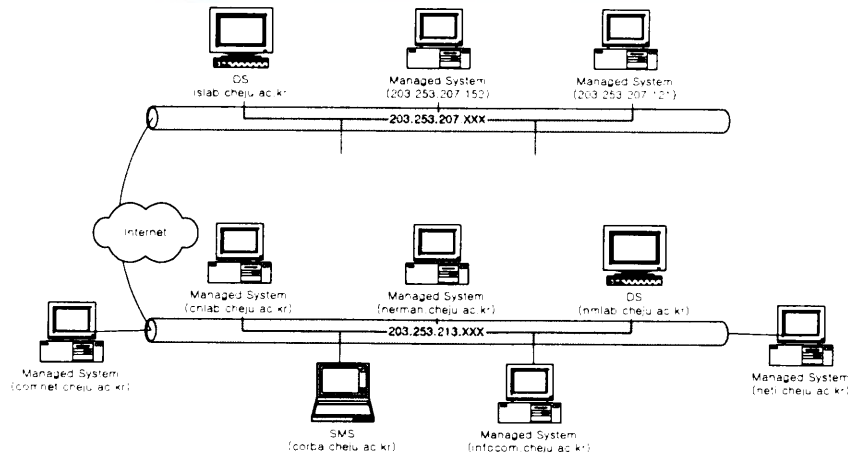 DS
islab.cheju.ac.kr
Managed System
(203.253.207.152)
Managed System
(203.253.207.121)
203.253.207.XXX
Internet
Managed System
(cnlab.cheju.ac.kr)
Managed System
(nerman.cheju.ac.kr)
DS
(nmlab.cheju.ac.kr)
203.253.213.XXX
Managed System
(comnet.cheju.ac.kr)
Managed System
(neti.cheju.ac.kr)
SMS
(corba.cheju.ac.kr)
Managed System
(infocom.cheju.ac.kr)